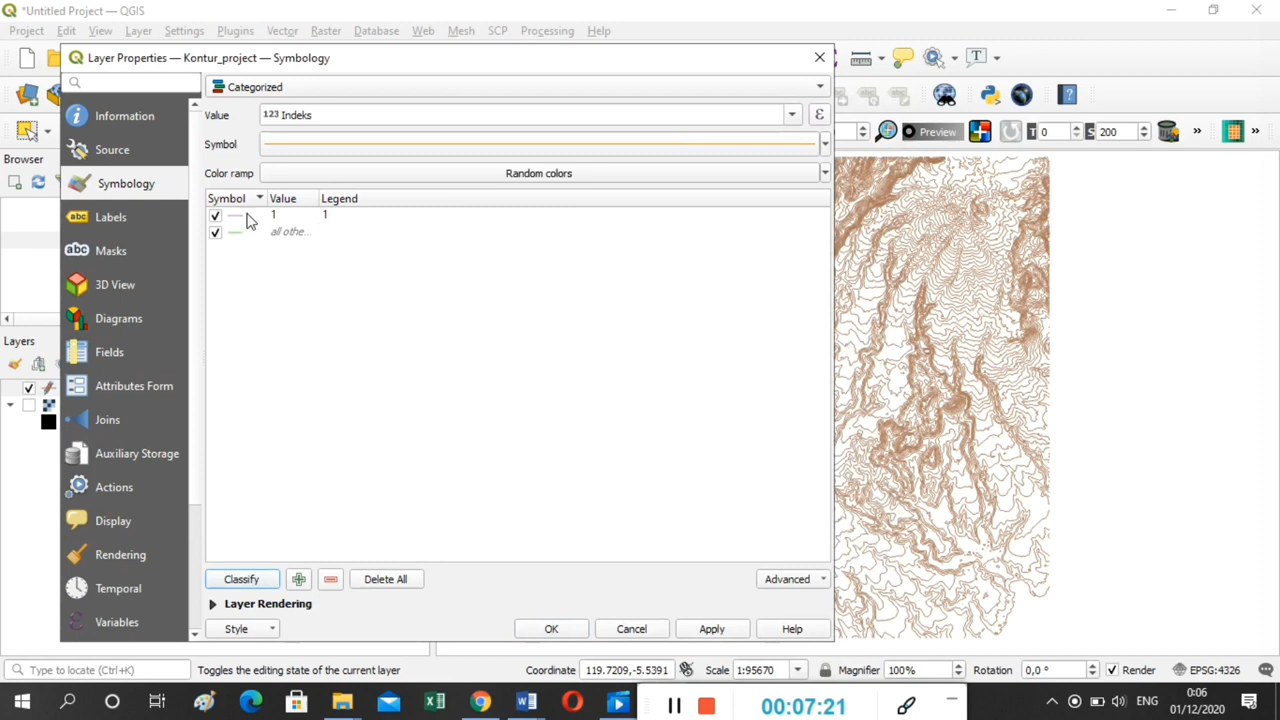 *Untitled Project — QGIS
Project Edit View Layer Settings Plugins Vector Raster Database Web Mesh SCP Processing Help
Layer Properties — Kontur_project — Symbology
Categorized
Information
Value 123 Indeks ε
Preview T 0 S 200
Source
Symbol
Browser
Color ramp Random colors
Symbology
Symbol Value Legend
1 1
abc Labels
all othe...
abc Masks
3D View
Diagrams
Layers
Fields
Attributes Form
Joins
Auxiliary Storage
Actions
Display
Rendering
Classify Delete All Advanced
Temporal
Layer Rendering
Variables
Style OK Cancel Apply Help
Type to locate (Ctrl+K) Toggles the editing state of the current layer Coordinate 119.7209,-5.5391 Scale 1:95670 Magnifier 100% Rotation 0,0 ° Render EPSG:4326
00:07:21
ENG
0:06
01/12/2020